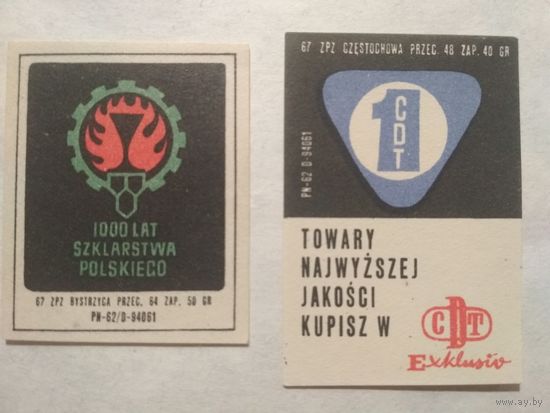 1000 LAT
SZKLARSTWA
POLSKIEGO
67 ZPZ BYSTRZYCA PRZEC. 64 ZAP. 50 GR
PN-62/D-94061
67 ZPZ CZĘSTOCHOWA PRZEC. 48 ZAP. 40 GR
PN-62 D-94061
1 CDT
TOWARY
NAJWYŻSZEJ
JAKOŚCI
KUPISZ W
CDT
Exklusiv
www.ay.by